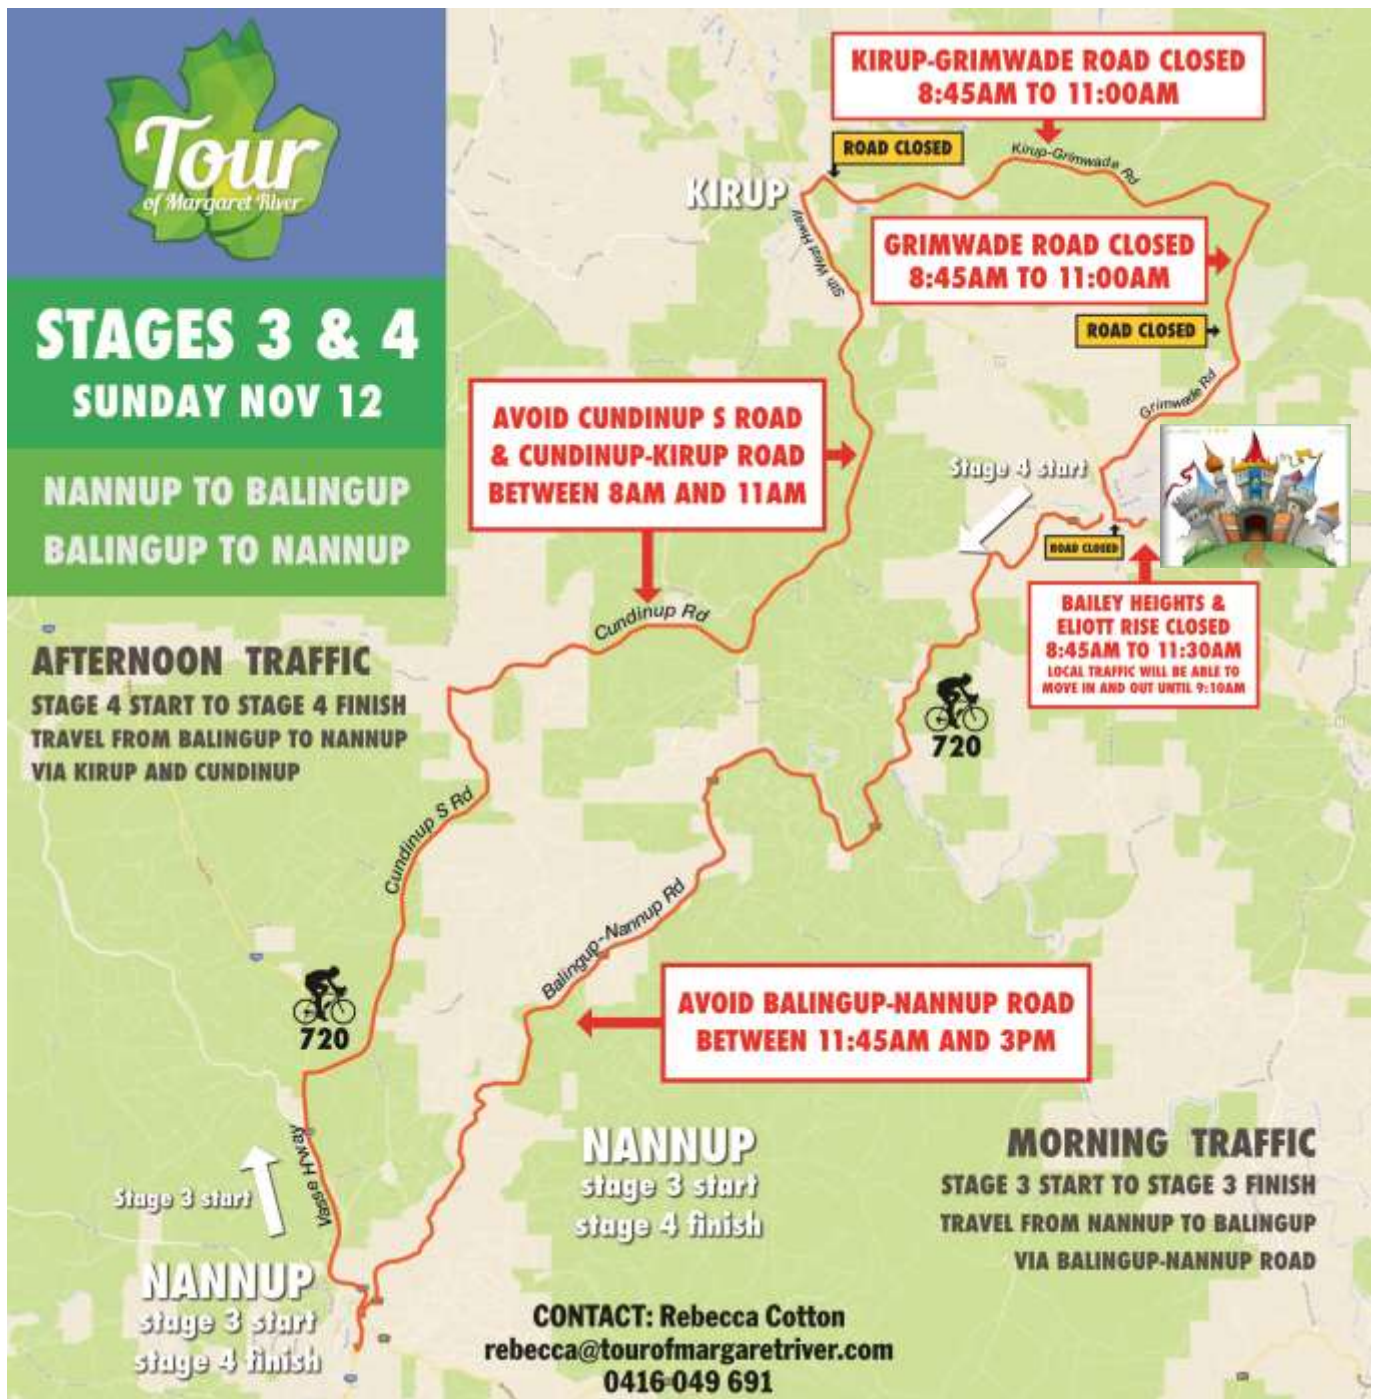 Tour
of Margaret River
STAGES 3 & 4
SUNDAY NOV 12
NANNUP TO BALINGUP
BALINGUP TO NANNUP
KIRUP-GRIMWADE ROAD CLOSED
8:45AM TO 11:00AM
ROAD CLOSED
Kirup-Grimwade Rd
KIRUP
Sth West Hway
GRIMWADE ROAD CLOSED
8:45AM TO 11:00AM
ROAD CLOSED
Grimwade Rd
AVOID CUNDINUP S ROAD
& CUNDINUP-KIRUP ROAD
BETWEEN 8AM AND 11AM
Stage 4 start
ROAD CLOSED
BAILEY HEIGHTS &
ELIOTT RISE CLOSED
8:45AM TO 11:30AM
LOCAL TRAFFIC WILL BE ABLE TO
MOVE IN AND OUT UNTIL 9:10AM
Cundinup Rd
AFTERNOON TRAFFIC
STAGE 4 START TO STAGE 4 FINISH
TRAVEL FROM BALINGUP TO NANNUP
VIA KIRUP AND CUNDINUP
720
Cundinup S Rd
Balingup-Nannup Rd
720
AVOID BALINGUP-NANNUP ROAD
BETWEEN 11:45AM AND 3PM
Vasse H'way
Stage 3 start
NANNUP
stage 3 start
stage 4 finish
NANNUP
stage 3 start
stage 4 finish
MORNING TRAFFIC
STAGE 3 START TO STAGE 3 FINISH
TRAVEL FROM NANNUP TO BALINGUP
VIA BALINGUP-NANNUP ROAD
CONTACT: Rebecca Cotton
rebecca@tourofmargaretriver.com
0416 049 691